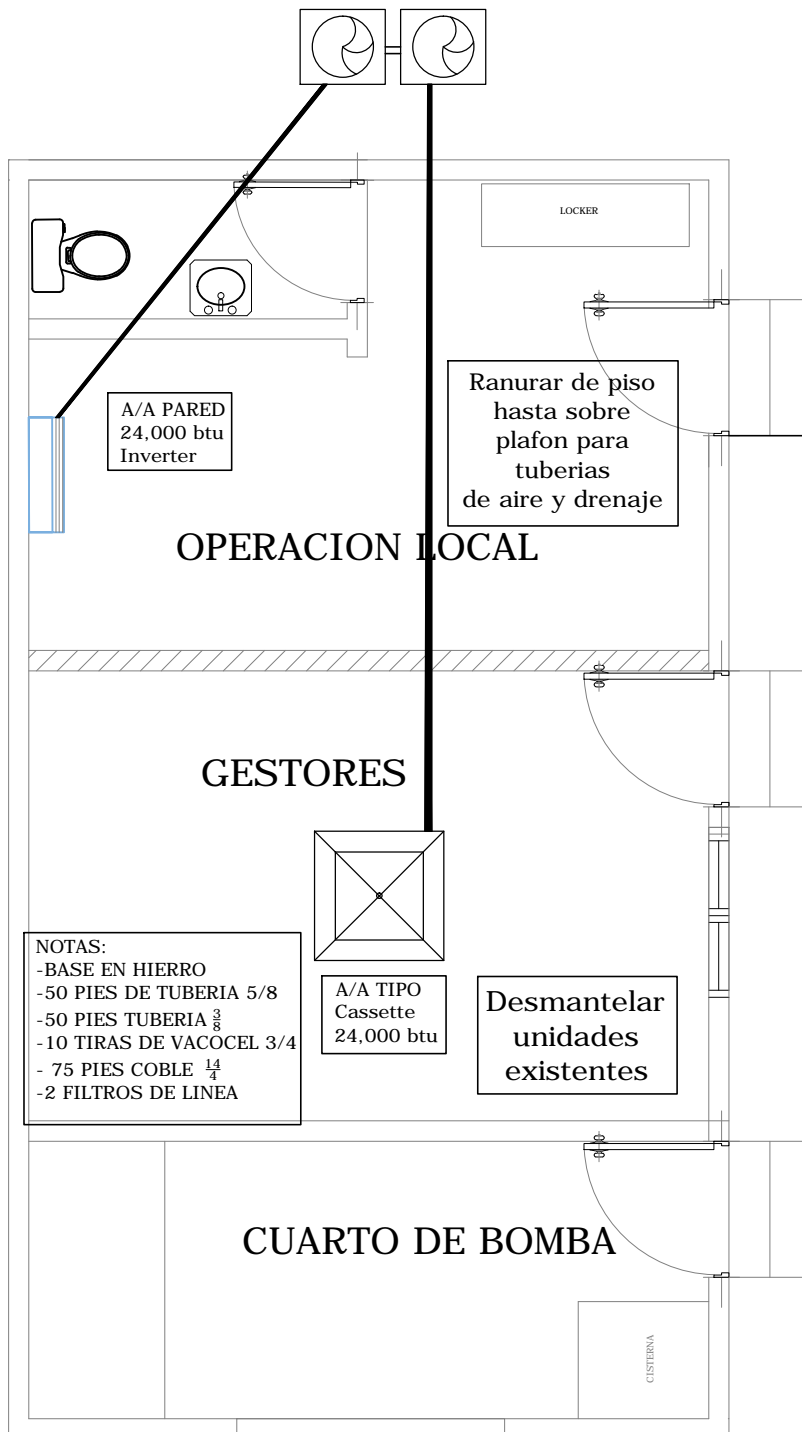 LOCKER
Ranurar de piso
hasta sobre
plafon para
tuberias
de aire y drenaje
A/A PARED
24,000 btu
Inverter
OPERACION LOCAL
GESTORES
NOTAS:
-BASE EN HIERRO
-50 PIES DE TUBERIA 5/8
-50 PIES TUBERIA 3/8
-10 TIRAS DE VACOCEL 3/4
- 75 PIES COBLE 14/4
-2 FILTROS DE LINEA
A/A TIPO
Cassette
24,000 btu
Desmantelar
unidades
existentes
CUARTO DE BOMBA
CISTERNA